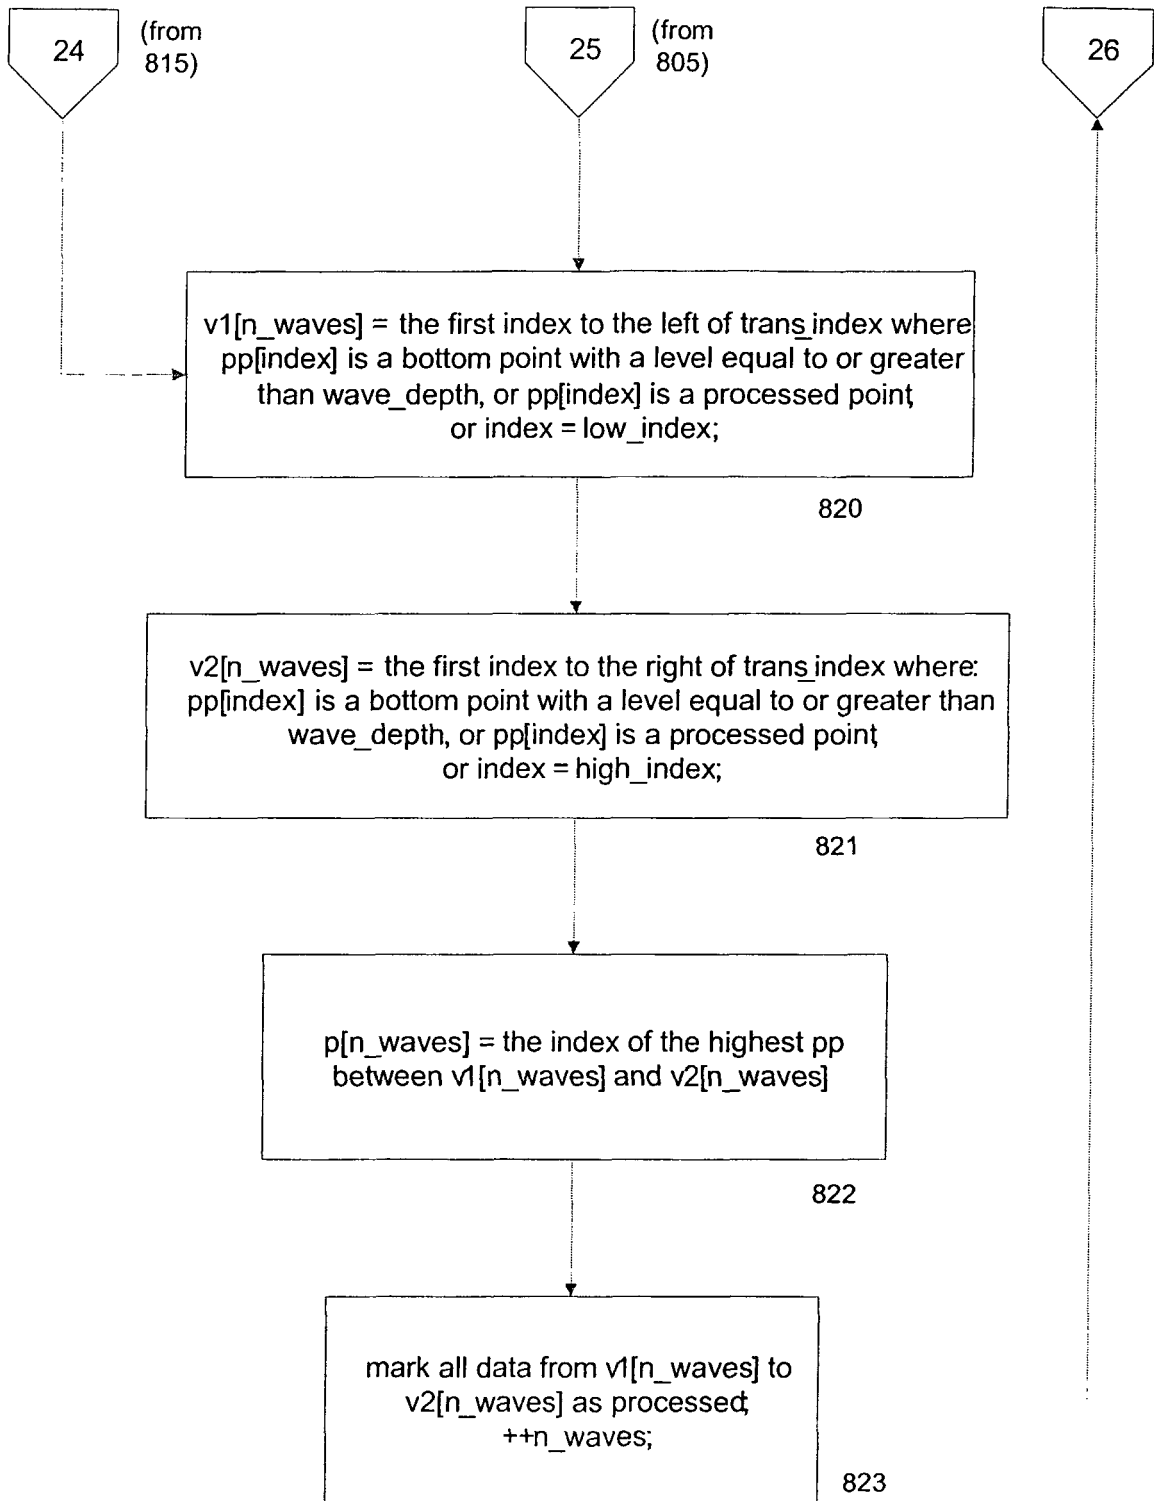 24
(from
815)
25
(from
805)
26
v1[n_waves] = the first index to the left of trans_index where
pp[index] is a bottom point with a level equal to or greater
than wave_depth, or pp[index] is a processed point,
or index = low_index;
820
v2[n_waves] = the first index to the right of trans_index where:
pp[index] is a bottom point with a level equal to or greater than
wave_depth, or pp[index] is a processed point,
or index = high_index;
821
p[n_waves] = the index of the highest pp
between v1[n_waves] and v2[n_waves]
822
mark all data from v1[n_waves] to
v2[n_waves] as processed;
++n_waves;
823